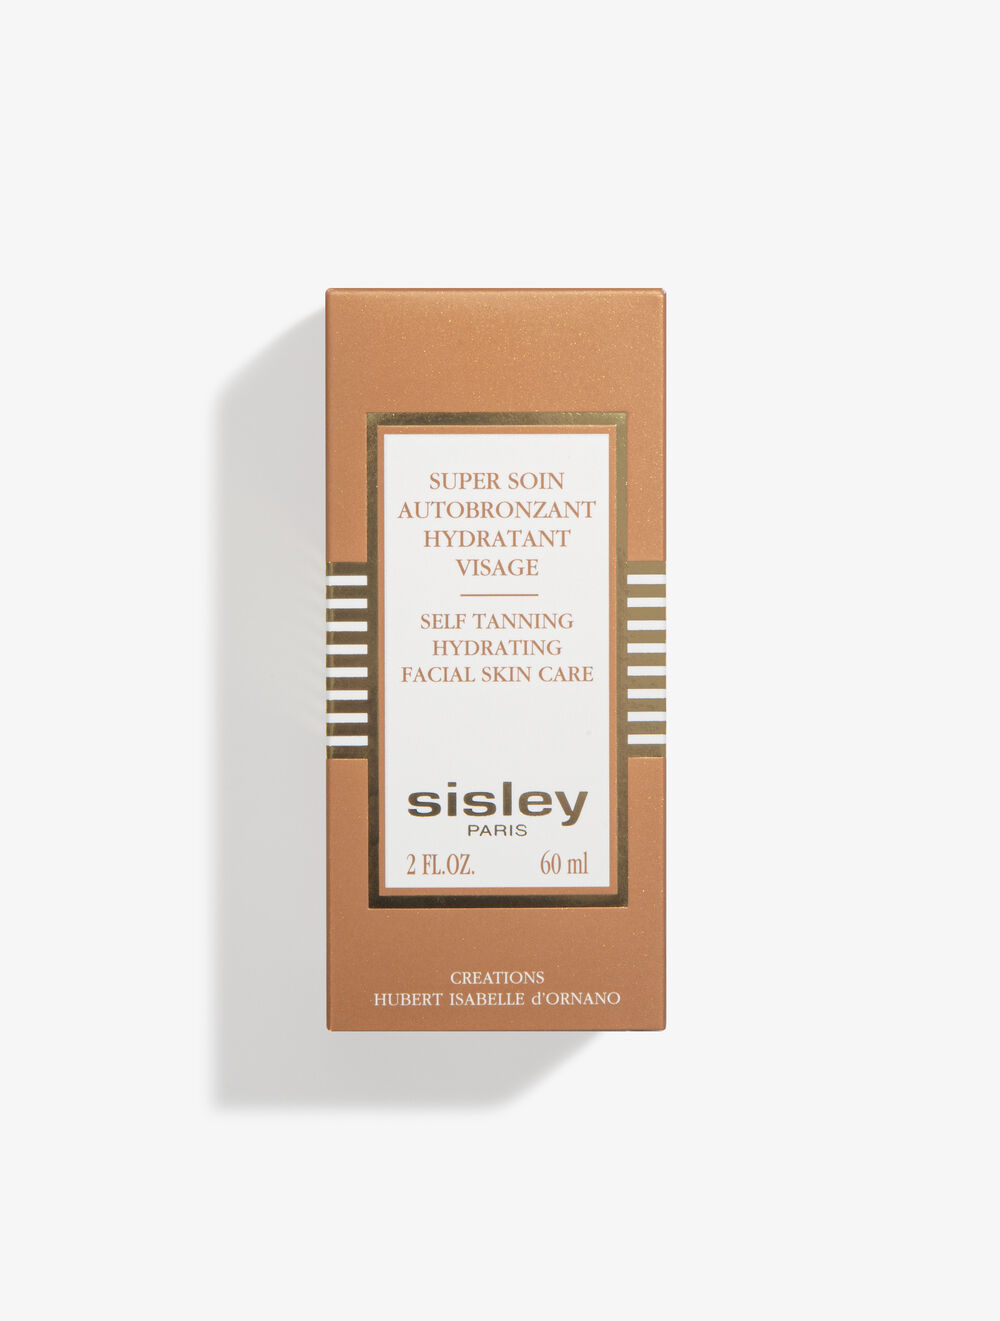 SUPER SOIN
AUTOBRONZANT
HYDRATANT
VISAGE
SELF TANNING
HYDRATING
FACIAL SKIN CARE
sisley
PARIS
2 FL.OZ. 60 ml
CREATIONS
HUBERT ISABELLE d'ORNANO